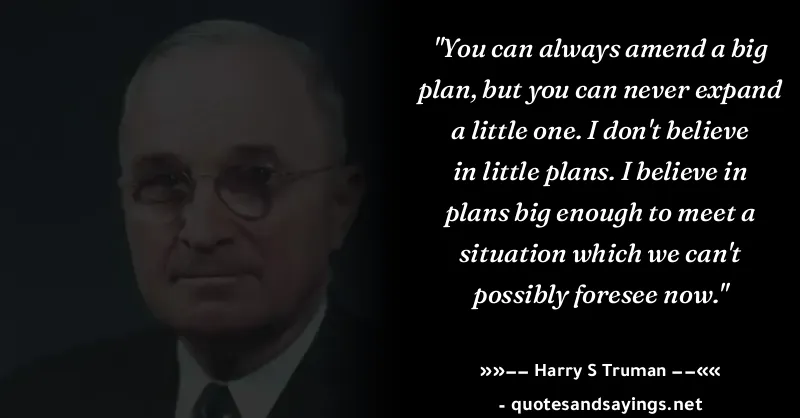 "You can always amend a big
plan, but you can never expand
a little one. I don't believe
in little plans. I believe in
plans big enough to meet a
situation which we can't
possibly foresee now."
»»−− Harry S Truman −−««
- quotesandsayings.net